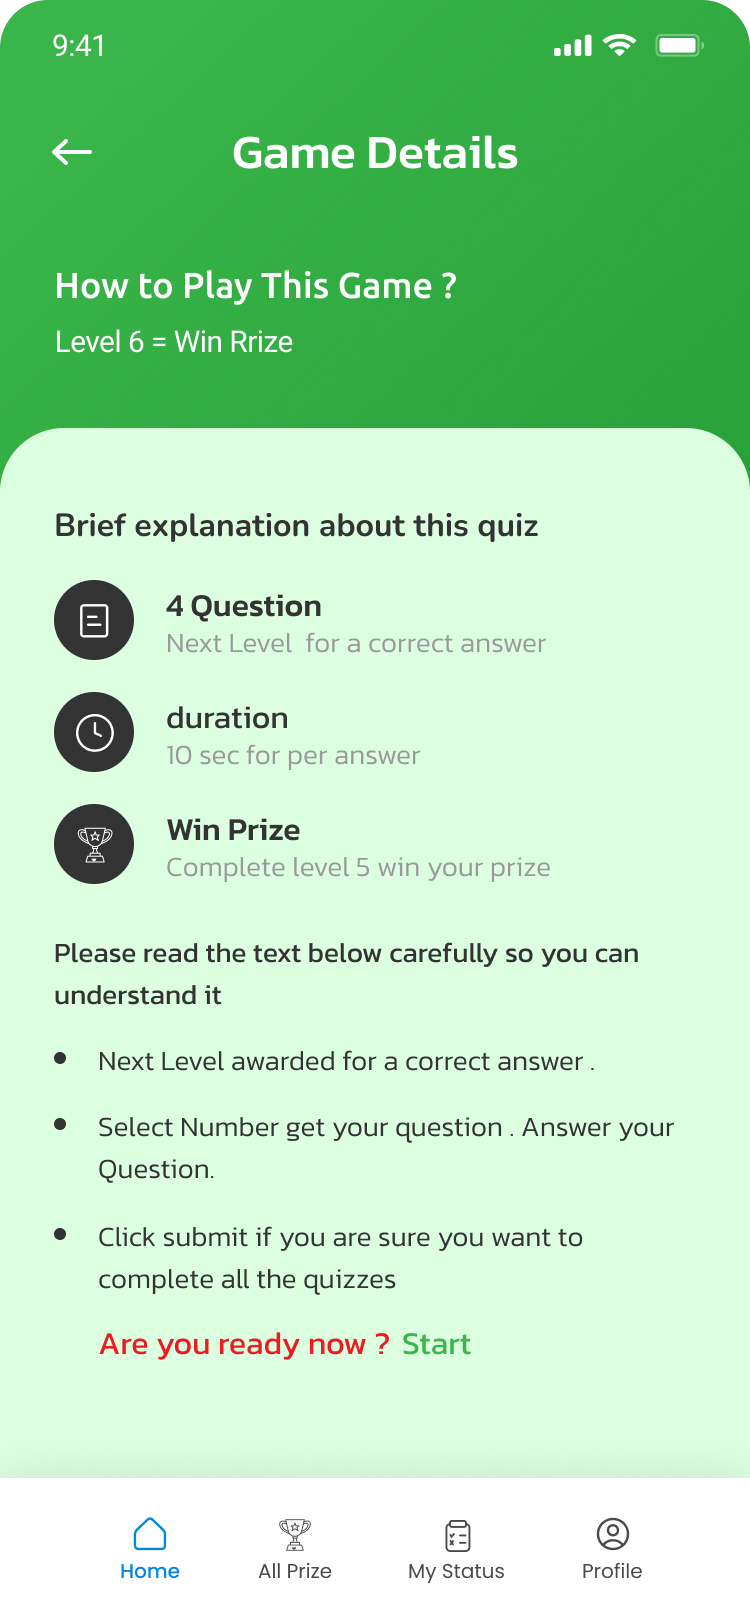 9:41
Game Details
How to Play This Game ?
Level 6 = Win Rrize
Brief explanation about this quiz
4 Question
Next Level  for a correct answer
duration
10 sec for per answer
Win Prize
Complete level 5 win your prize
Please read the text below carefully so you can
understand it
Next Level awarded for a correct answer .
Select Number get your question . Answer your
Question.
Click submit if you are sure you want to
complete all the quizzes
Are you ready now ? Start
Home
All Prize
My Status
Profile